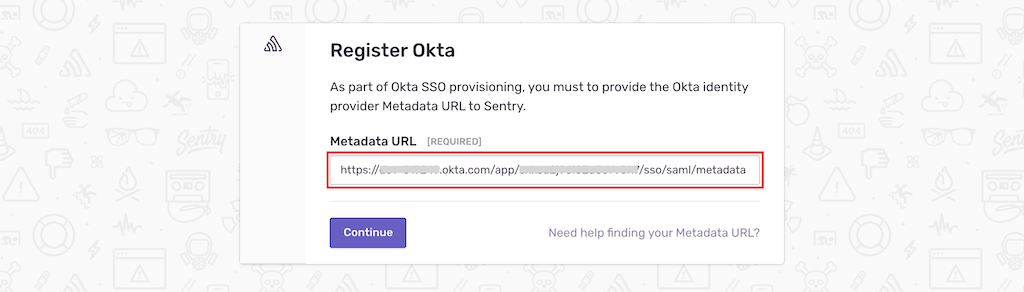 Register Okta
As part of Okta SSO provisioning, you must to provide the Okta identity
provider Metadata URL to Sentry.
Metadata URL [REQUIRED]
https:// .okta.com/app/ /sso/saml/metadata
Continue Need help finding your Metadata URL?
404
Sentry
404
Sentry